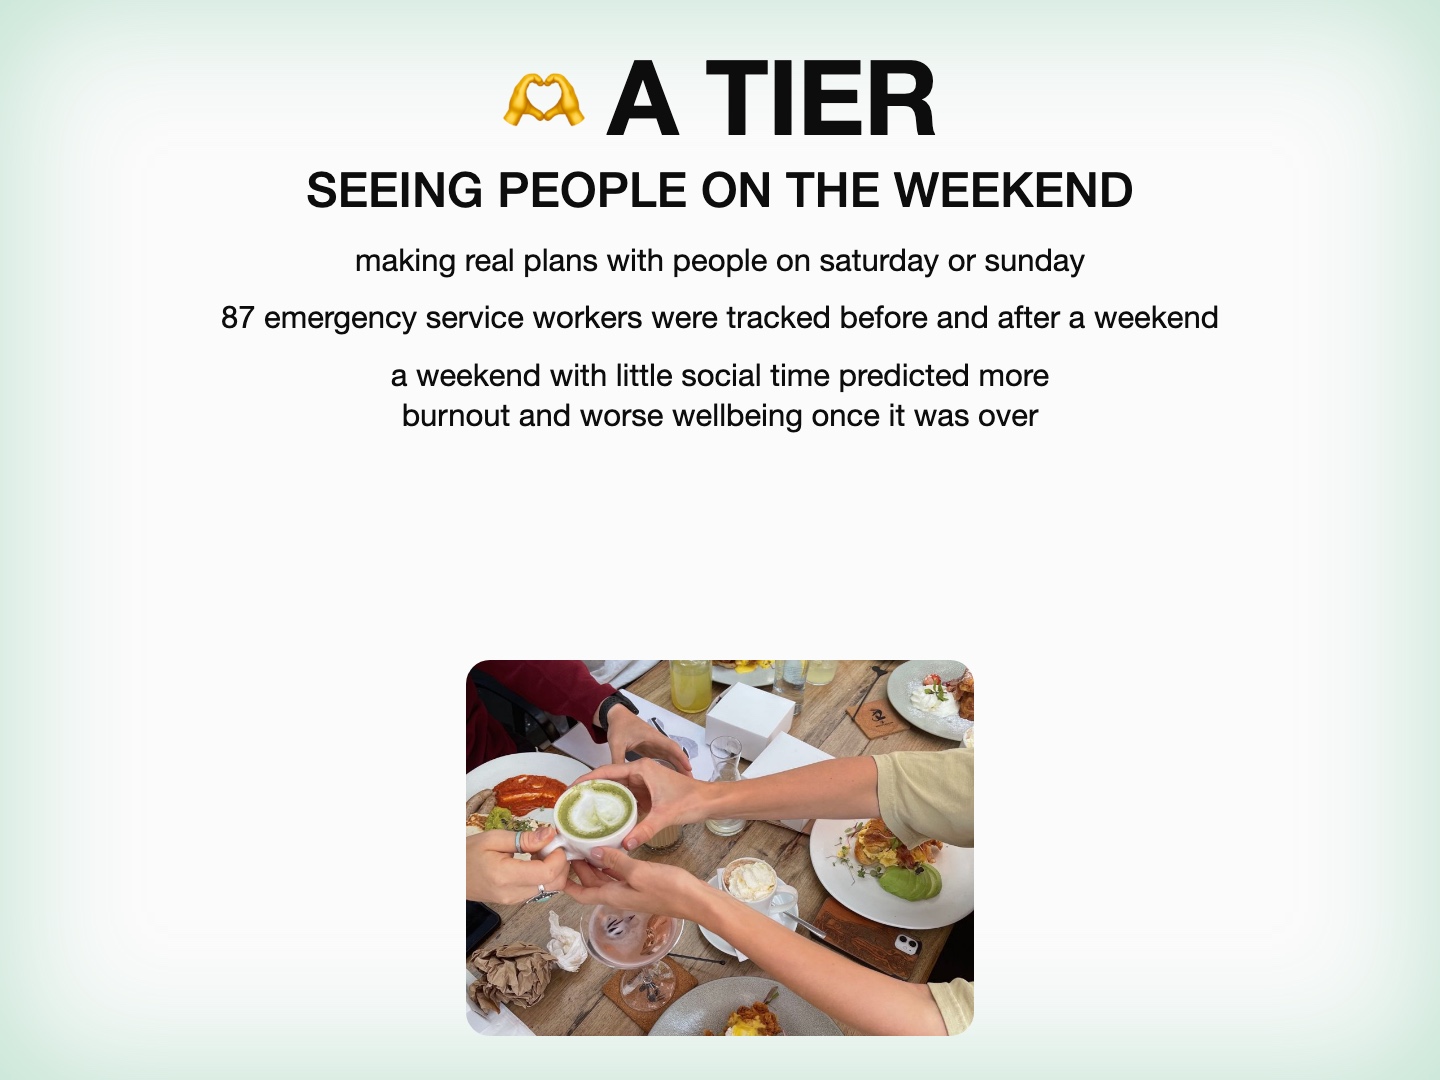 🫶 A TIER
SEEING PEOPLE ON THE WEEKEND
making real plans with people on saturday or sunday
87 emergency service workers were tracked before and after a weekend
a weekend with little social time predicted more
burnout and worse wellbeing once it was over